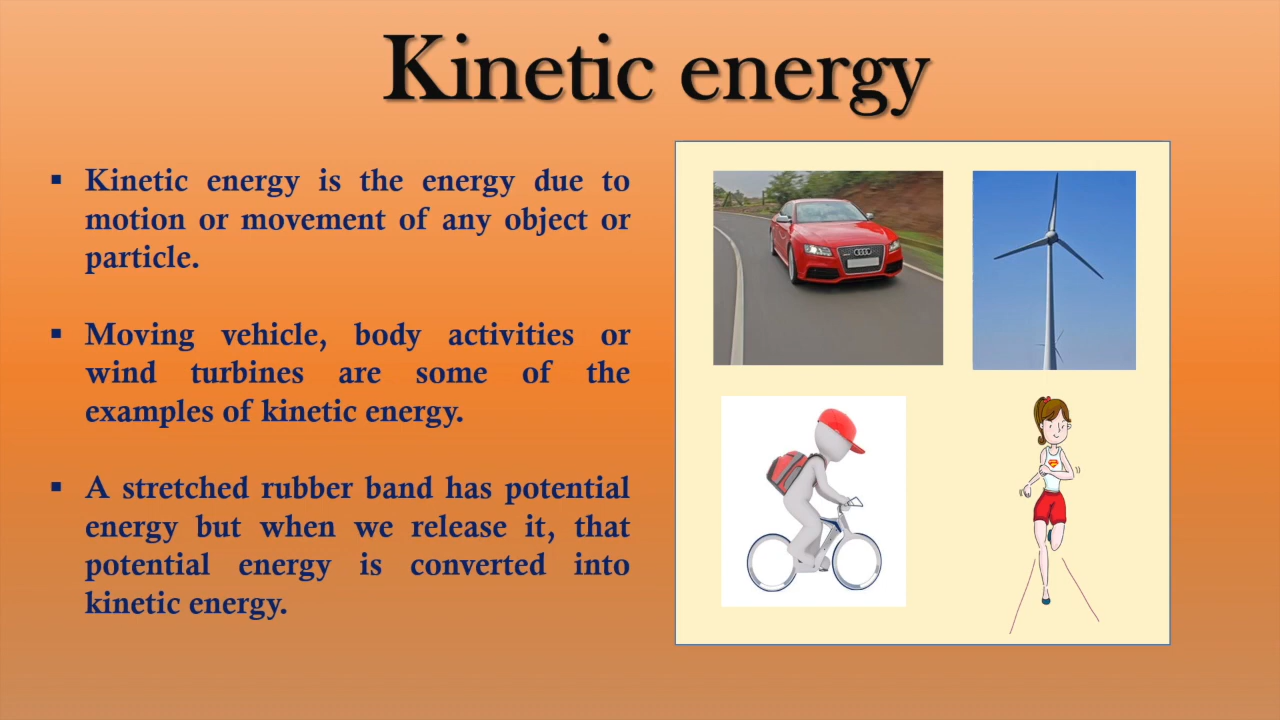 Kinetic energy
▪ Kinetic energy is the energy due to
motion or movement of any object or
particle.
▪ Moving vehicle, body activities or
wind turbines are some of the
examples of kinetic energy.
▪ A stretched rubber band has potential
energy but when we release it, that
potential energy is converted into
kinetic energy.